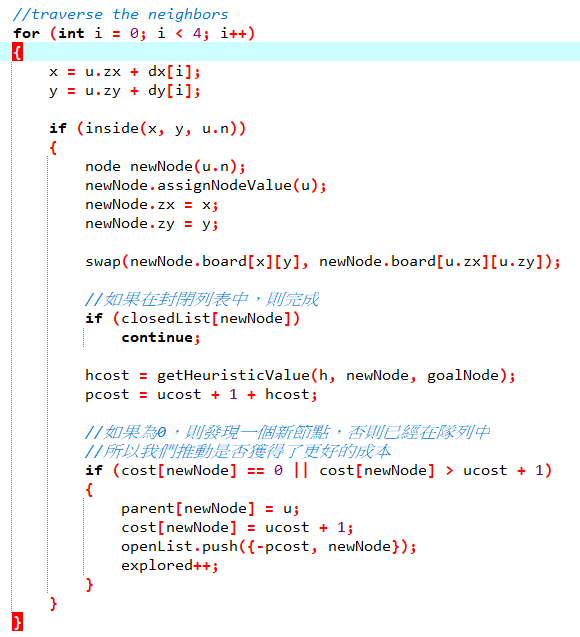 //traverse the neighbors
for (int i = 0; i < 4; i++)
{
x = u.zx + dx[i];
y = u.zy + dy[i];
if (inside(x, y, u.n))
{
node newNode(u.n);
newNode.assignNodeValue(u);
newNode.zx = x;
newNode.zy = y;
swap(newNode.board[x][y], newNode.board[u.zx][u.zy]);
//如果在封閉列表中，則完成
if (closedList[newNode])
continue;
hcost = getHeuristicValue(h, newNode, goalNode);
pcost = ucost + 1 + hcost;
//如果為0，則發現一個新節點，否則已經在隊列中
//所以我們推動是否獲得了更好的成本
if (cost[newNode] == 0 || cost[newNode] > ucost + 1)
{
parent[newNode] = u;
cost[newNode] = ucost + 1;
openList.push({-pcost, newNode});
explored++;
}
}
}